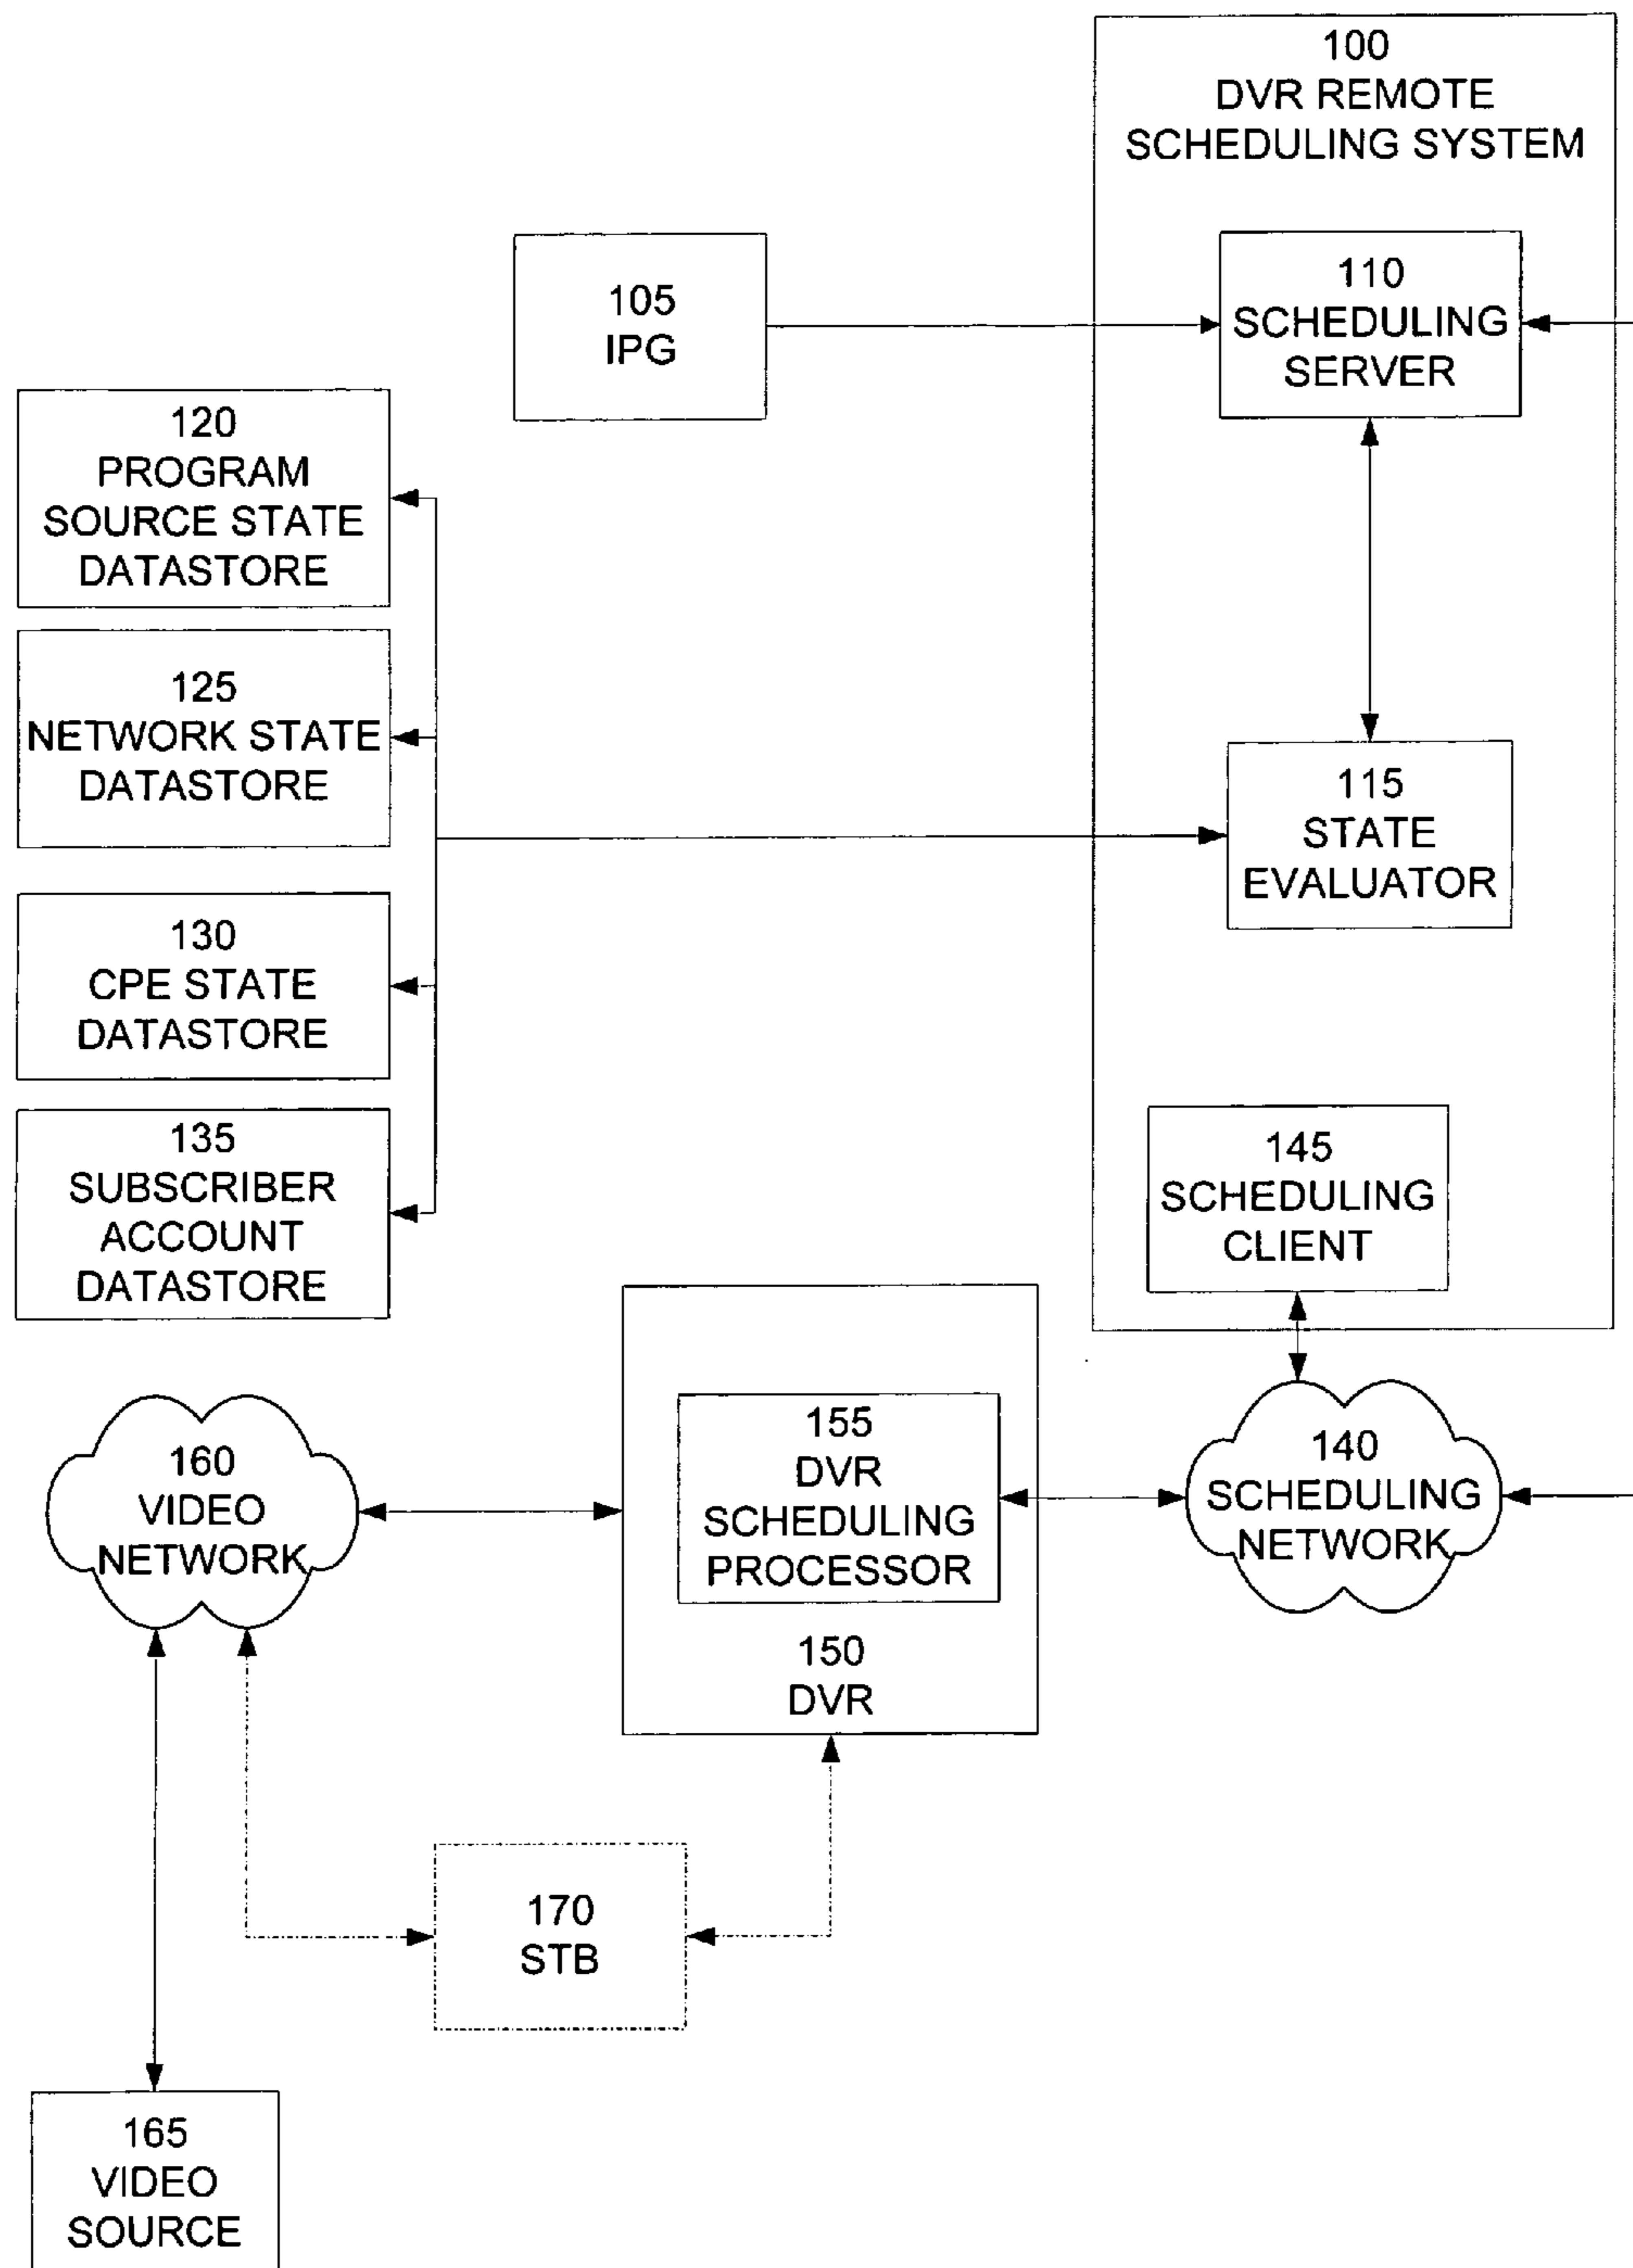 100
DVR REMOTE
SCHEDULING SYSTEM
105
IPG
110
SCHEDULING
SERVER
120
PROGRAM
SOURCE STATE
DATASTORE
125
NETWORK STATE
DATASTORE
115
STATE
EVALUATOR
130
CPE STATE
DATASTORE
135
SUBSCRIBER
ACCOUNT
DATASTORE
145
SCHEDULING
CLIENT
160
VIDEO
NETWORK
155
DVR
SCHEDULING
PROCESSOR
150
DVR
140
SCHEDULING
NETWORK
170
STB
165
VIDEO
SOURCE